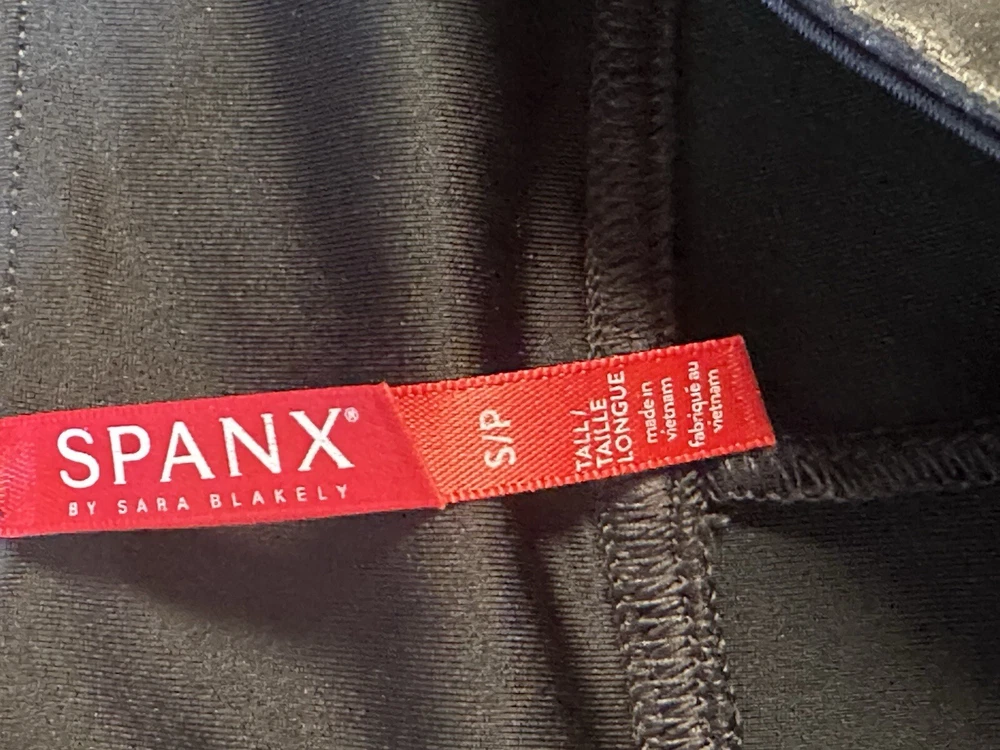 SPANX®
BY SARA BLAKELY
S/P
TALL/
TAILLE
LONGUE
made in
vietnam
fabriqué au
vietnam